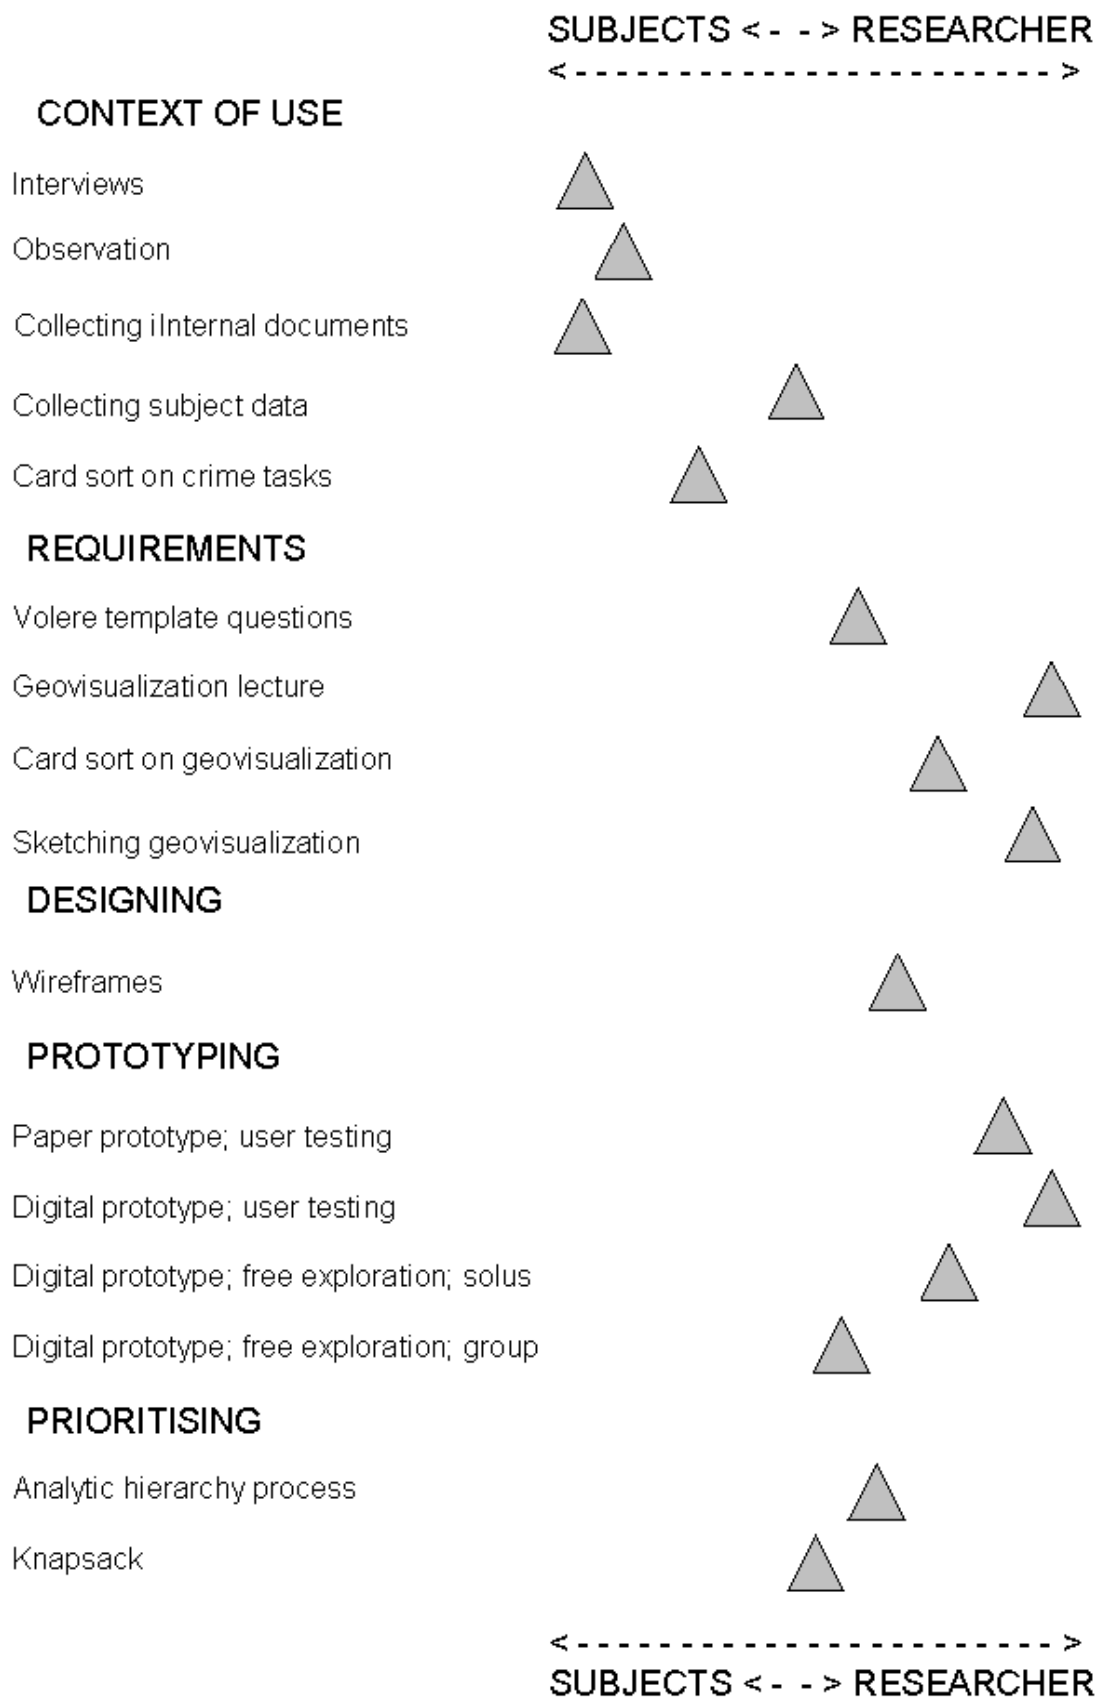 SUBJECTS < - - > RESEARCHER
< - - - - - - - - - - - - - - - - - - - - - - - >
CONTEXT OF USE
Interviews
Observation
Collecting iInternal documents
Collecting subject data
Card sort on crime tasks
REQUIREMENTS
Volere template questions
Geovisualization lecture
Card sort on geovisualization
Sketching geovisualization
DESIGNING
Wireframes
PROTOTYPING
Paper prototype; user testing
Digital prototype; user testing
Digital prototype; free exploration; solus
Digital prototype; free exploration; group
PRIORITISING
Analytic hierarchy process
Knapsack
< - - - - - - - - - - - - - - - - - - - - - - - >
SUBJECTS < - - > RESEARCHER